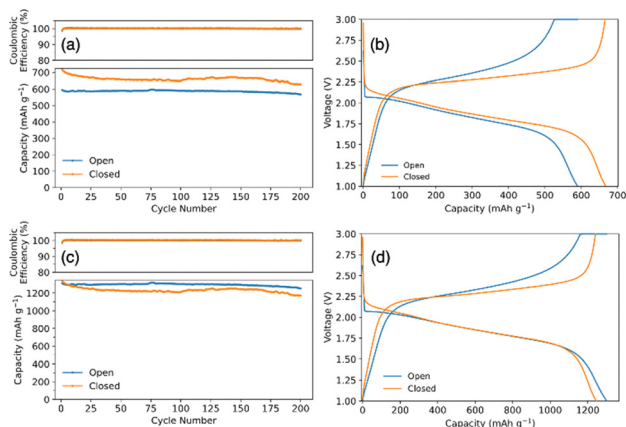 Coulombic
Efficiency (%)
100
90
80
(a)
700
600
500
400
300
200
100
0
Capacity (mAh g⁻¹)
Open
Closed
0 25 50 75 100 125 150 175 200
Cycle Number
(b)
3.00
2.75
2.50
2.25
2.00
1.75
1.50
1.25
1.00
Voltage (V)
Open
Closed
0 100 200 300 400 500 600 700
Capacity (mAh g⁻¹)
Coulombic
Efficiency (%)
100
90
80
(c)
1200
1000
800
600
400
200
0
Capacity (mAh g⁻¹)
Open
Closed
0 25 50 75 100 125 150 175 200
Cycle Number
(d)
3.00
2.75
2.50
2.25
2.00
1.75
1.50
1.25
1.00
Voltage (V)
Open
Closed
0 200 400 600 800 1000 1200
Capacity (mAh g⁻¹)